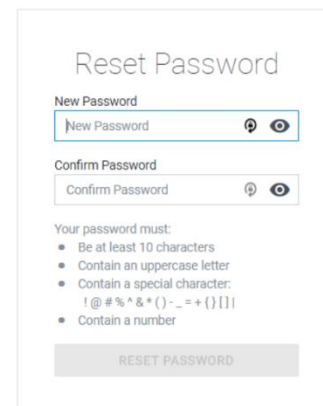 Reset Password
New Password
New Password
Confirm Password
Confirm Password
Your password must:
Be at least 10 characters
Contain an uppercase letter
Contain a special character:
! @ # % ^ & * ( ) - _ = + { } [ ] |
Contain a number
RESET PASSWORD